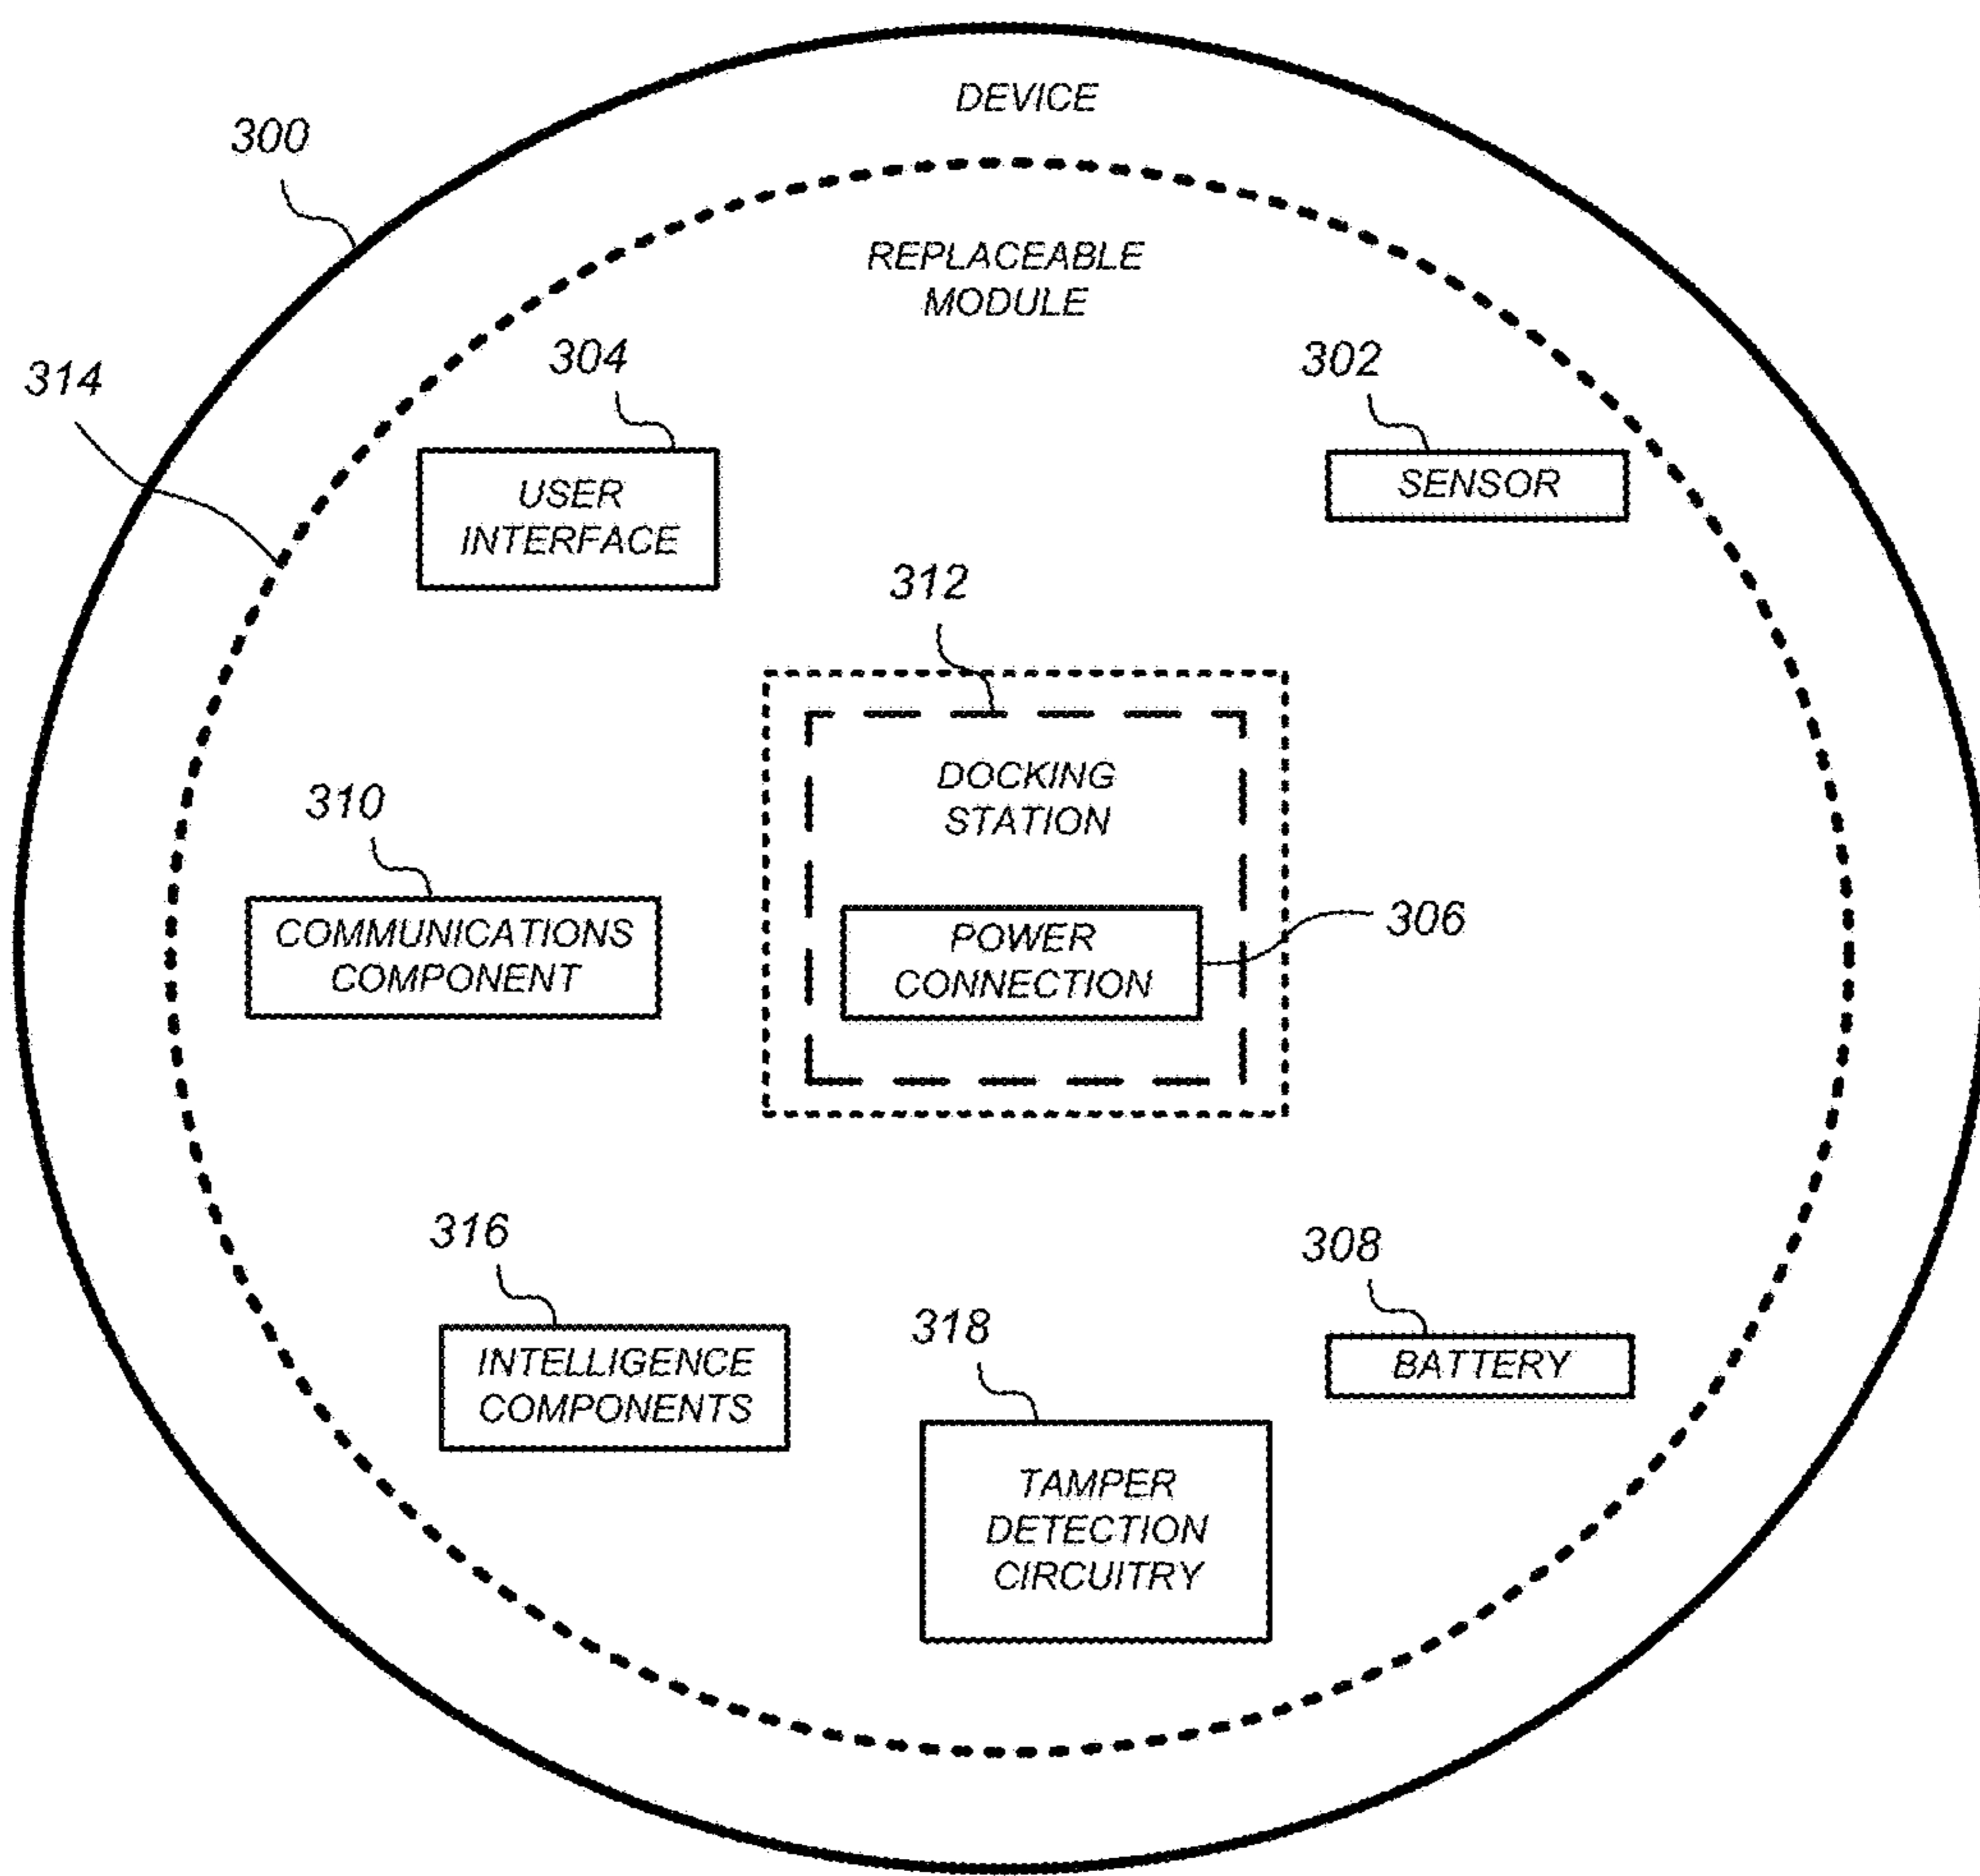 DEVICE
300
REPLACEABLE
MODULE
304
302
314
USER
INTERFACE
SENSOR
312
DOCKING
STATION
310
COMMUNICATIONS
COMPONENT
POWER
CONNECTION
306
316
308
318
INTELLIGENCE
COMPONENTS
BATTERY
TAMPER
DETECTION
CIRCUITRY